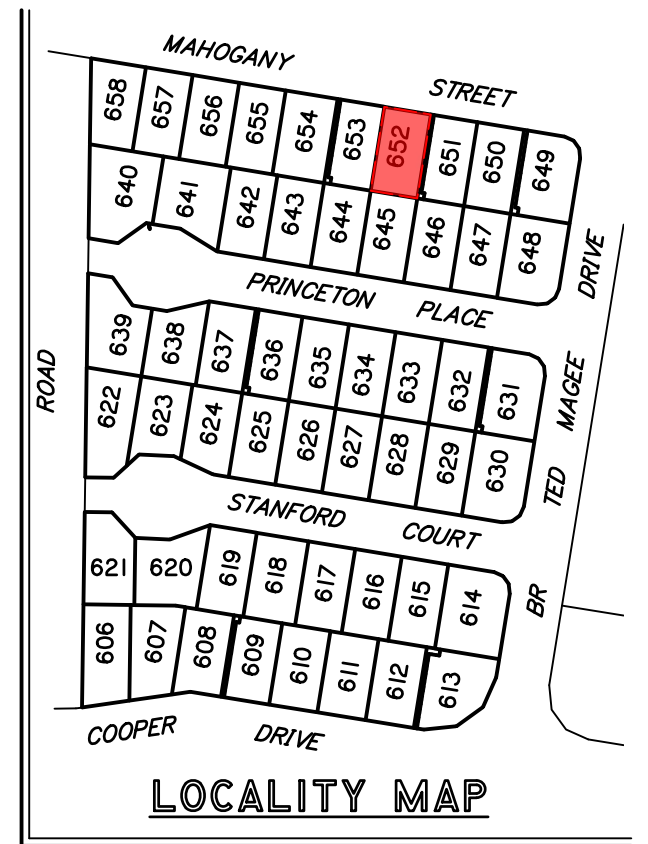 MAHOGANY STREET
658 657 656 655 654 653 652 651 650 649
640 641 642 643 644 645 646 647 648
DRIVE
PRINCETON PLACE
639 638 637 636 635 634 633 632 631
ROAD
MAGEE
622 623 624 625 626 627 628 629 630
TED
STANFORD COURT
621 620 619 618 617 616 615 614
BR
606 607 608 609 610 611 612 613
COOPER DRIVE
LOCALITY MAP